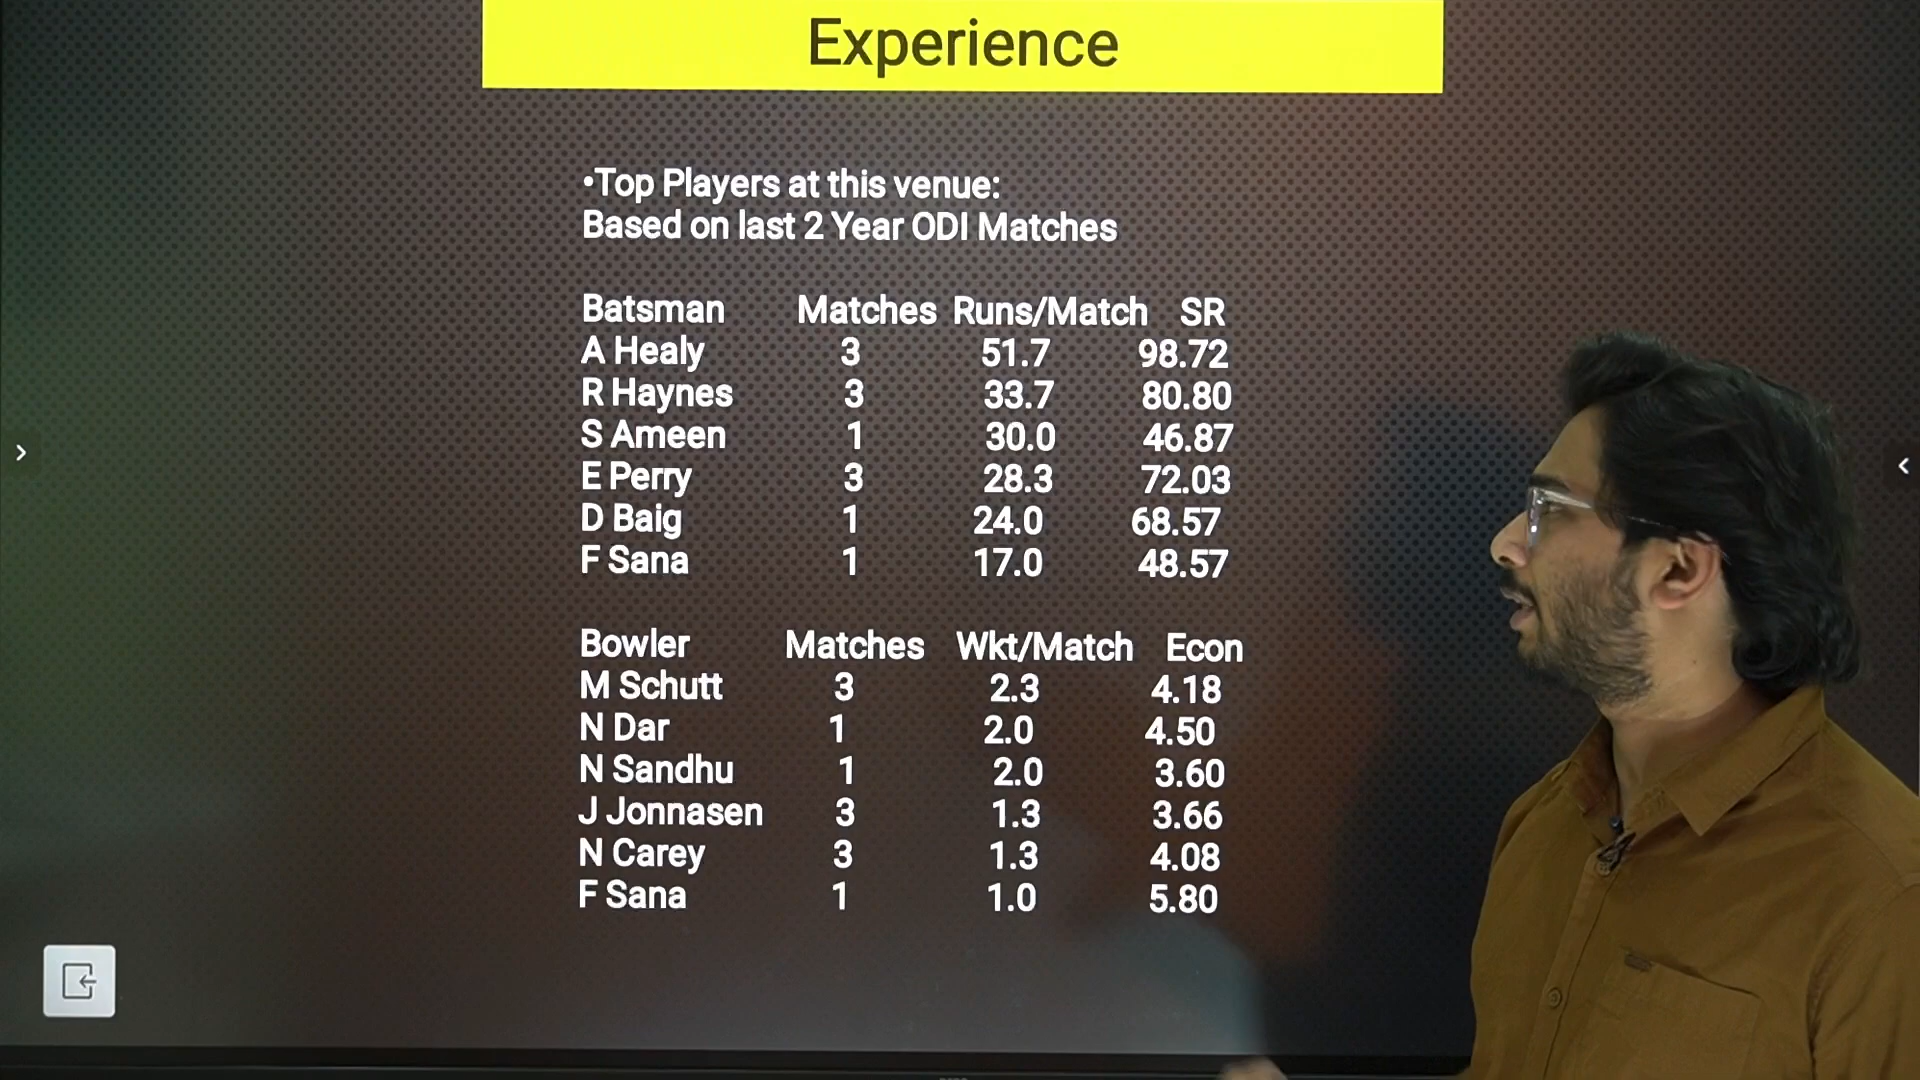 Experience
•Top Players at this venue:
Based on last 2 Year ODI Matches
Batsman Matches Runs/Match SR
A Healy 3 51.7 98.72
R Haynes 3 33.7 80.80
S Ameen 1 30.0 46.87
E Perry 3 28.3 72.03
D Baig 1 24.0 68.57
F Sana 1 17.0 48.57
Bowler Matches Wkt/Match Econ
M Schutt 3 2.3 4.18
N Dar 1 2.0 4.50
N Sandhu 1 2.0 3.60
J Jonnasen 3 1.3 3.66
N Carey 3 1.3 4.08
F Sana 1 1.0 5.80